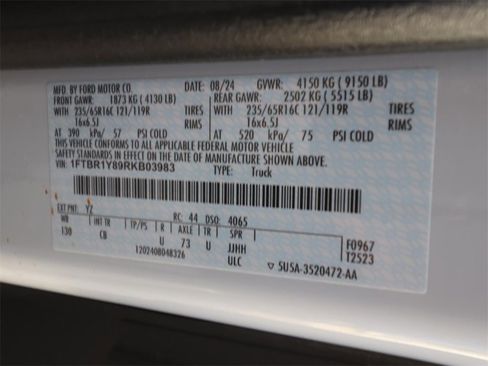 MFD. BY FORD MOTOR CO. DATE: 08/24 GVWR: 4150 KG ( 9150 LB)
FRONT GAWR: 1873 KG ( 4130 LB) REAR GAWR: 2502 KG ( 5515 LB)
WITH 235/65R16C 121/119R TIRES WITH 235/65R16C 121/119R TIRES
16x6.5J RIMS 16x6.5J RIMS
AT 390 kPa/ 57 PSI COLD AT 520 kPa/ 75 PSI COLD
THIS VEHICLE CONFORMS TO ALL APPLICABLE FEDERAL MOTOR VEHICLE
SAFETY STANDARDS IN EFFECT ON THE DATE OF MANUFACTURE SHOWN ABOVE.
VIN: 1FTBR1Y89RKB03983 TYPE: Truck
EXT PNT: YZ RC: 44 DSO: 4065
WB INT TR TP/PS R AXLE TR SPR F0967
130 CB U 73 U JJHH T2523
1202408048326 ULC ▽ 5USA-3520472-AA